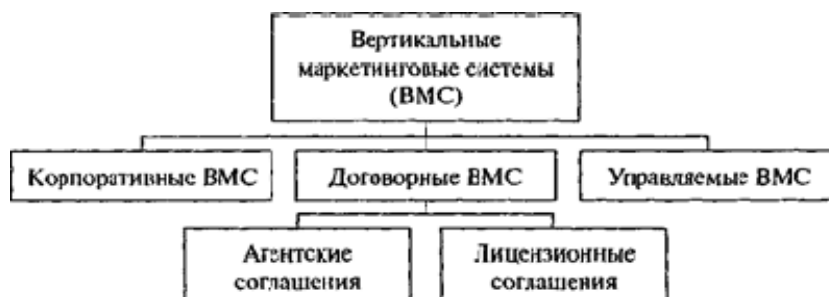 Вертикальные
маркетинговые системы
(ВМС)
Корпоративные ВМС
Договорные ВМС
Управляемые ВМС
Агентские
соглашения
Лицензионные
соглашения